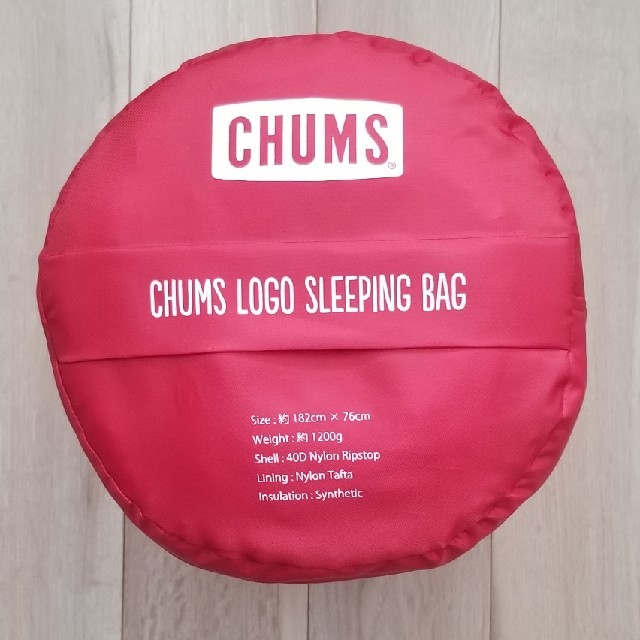 CHUMS®
CHUMS LOGO SLEEPING BAG
Size : 約 182cm × 76cm
Weight : 約 1200g
Shell : 40D Nylon Ripstop
Lining : Nylon Tafta
Insulation : Synthetic